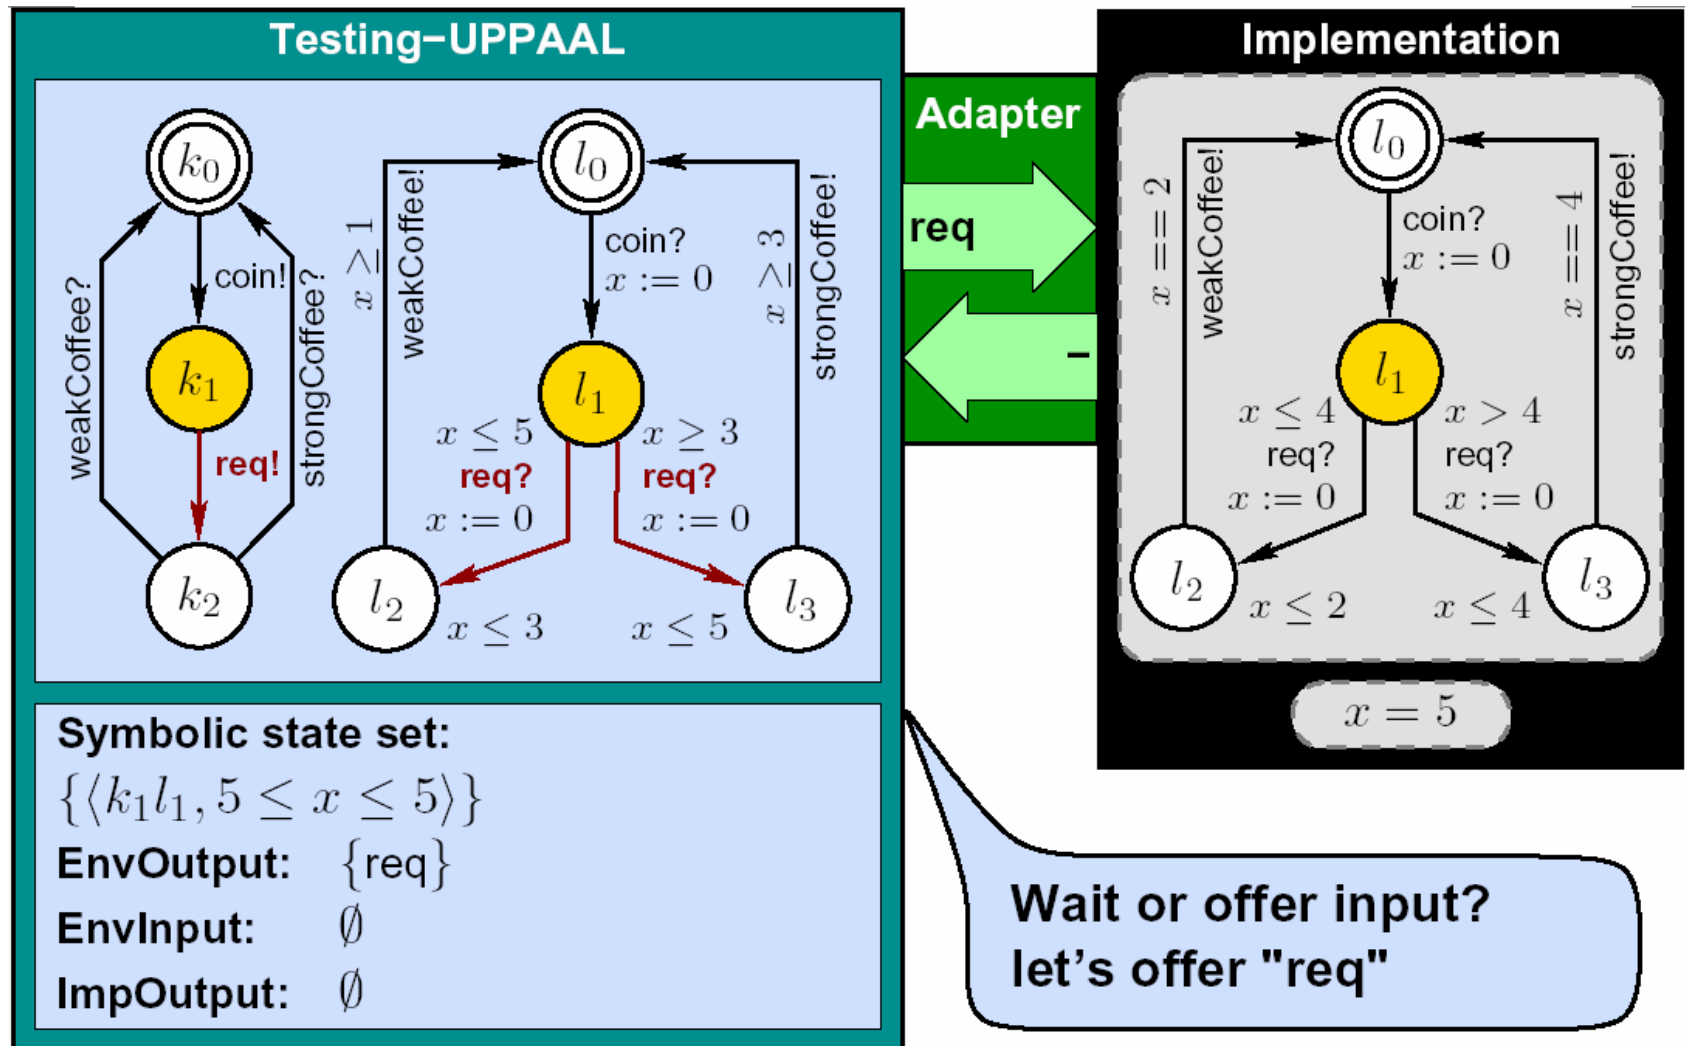 Testing−UPPAAL
k₀
coin!
weakCoffee?
strongCoffee?
k₁
req!
k₂
x ≥ 1
weakCoffee!
l₀
coin?
x := 0
x ≥ 3
strongCoffee!
l₁
x ≤ 5
req?
x := 0
x ≥ 3
req?
x := 0
l₂
x ≤ 3
x ≤ 5
l₃
Symbolic state set:
{⟨k₁l₁, 5 ≤ x ≤ 5⟩}
EnvOutput: {req}
EnvInput: ∅
ImpOutput: ∅
Adapter
req
−
Implementation
l₀
x == 2
weakCoffee!
coin?
x := 0
x == 4
strongCoffee!
l₁
x ≤ 4
req?
x := 0
x > 4
req?
x := 0
l₂
x ≤ 2
x ≤ 4
l₃
x = 5
Wait or offer input?
let's offer "req"